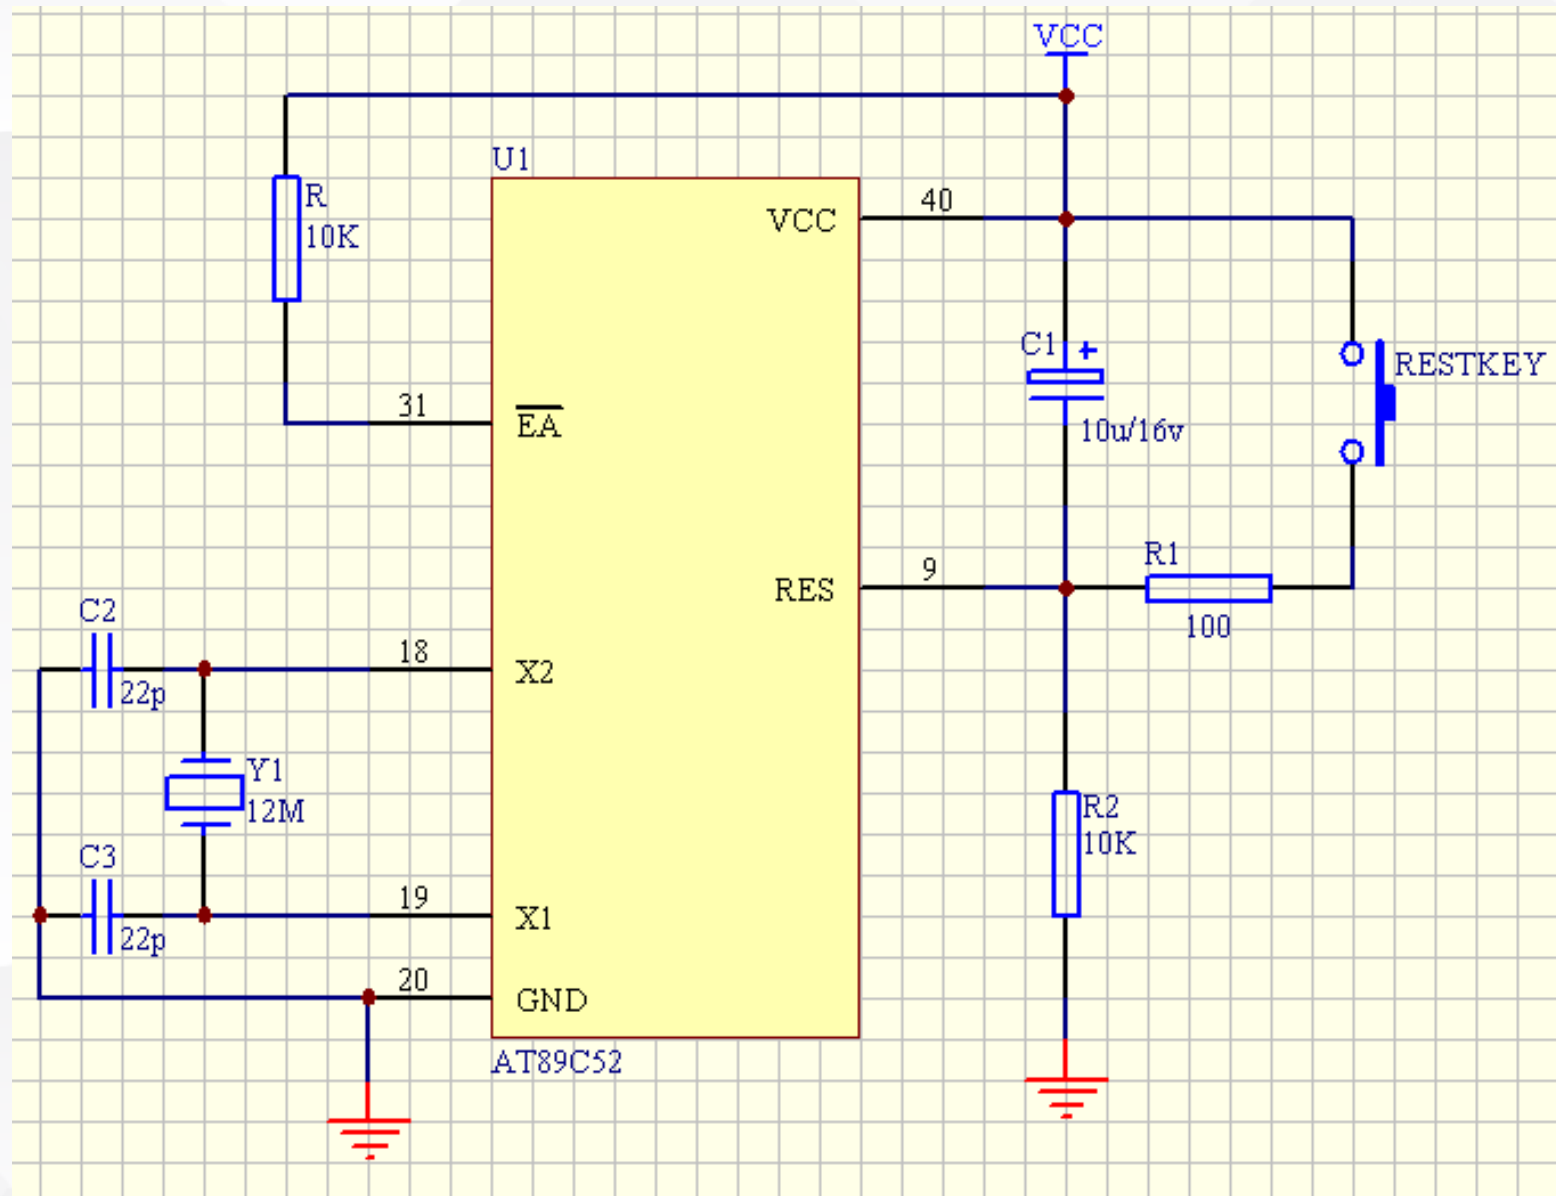 VCC
U1
R
10K
VCC
40
C1
+
10u/16v
RESTKEY
31
EA
R1
100
9
RES
C2
22p
18
X2
Y1
12M
R2
10K
C3
22p
19
X1
20
GND
AT89C52